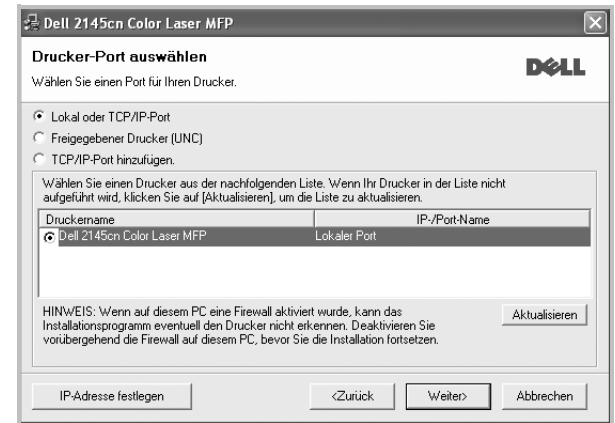 Dell 2145cn Color Laser MFP
Drucker-Port auswählen
Wählen Sie einen Port für Ihren Drucker.
DELL
Lokal oder TCP/IP-Port
Freigegebener Drucker (UNC)
TCP/IP-Port hinzufügen.
Wählen Sie einen Drucker aus der nachfolgenden Liste. Wenn Ihr Drucker in der Liste nicht
aufgeführt wird, klicken Sie auf [Aktualisieren], um die Liste zu aktualisieren.
Druckername IP-/Port-Name
Dell 2145cn Color Laser MFP Lokaler Port
HINWEIS: Wenn auf diesem PC eine Firewall aktiviert wurde, kann das
Installationsprogramm eventuell den Drucker nicht erkennen. Deaktivieren Sie
vorübergehend die Firewall auf diesem PC, bevor Sie die Installation fortsetzen.
Aktualisieren
IP-Adresse festlegen <Zurück Weiter> Abbrechen